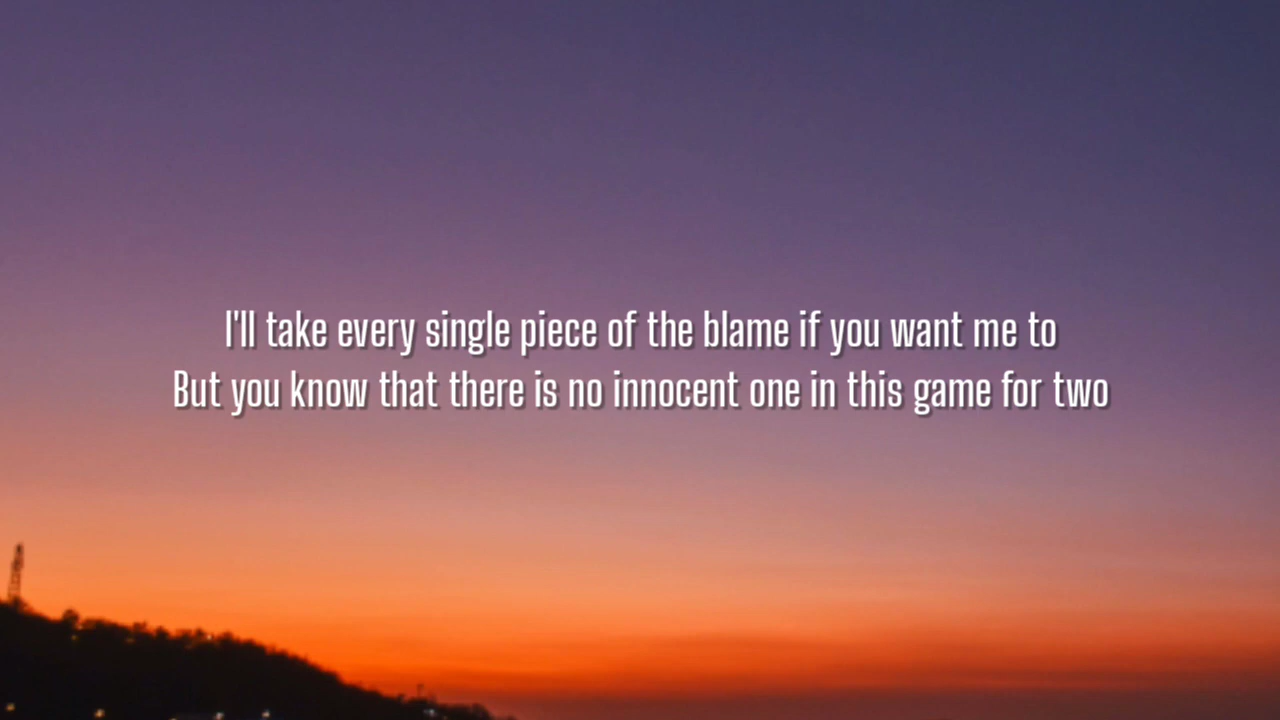 I'll take every single piece of the blame if you want me to
But you know that there is no innocent one in this game for two